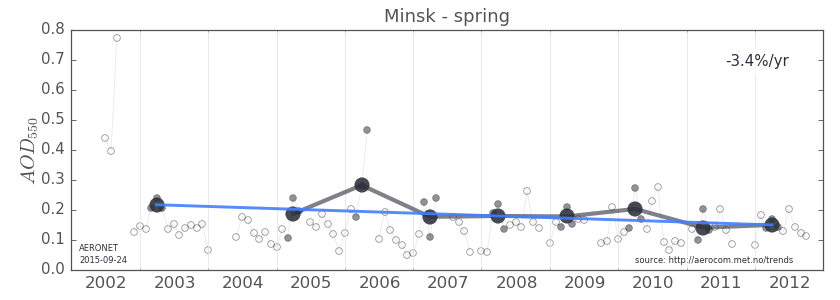 Minsk - spring
0.8
0.7
-3.4%/yr
0.6
0.5
0.4
0.3
0.2
0.1
0.0
AOD550
AERONET
2015-09-24
source: http://aerocom.met.no/trends
2002 2003 2004 2005 2006 2007 2008 2009 2010 2011 2012